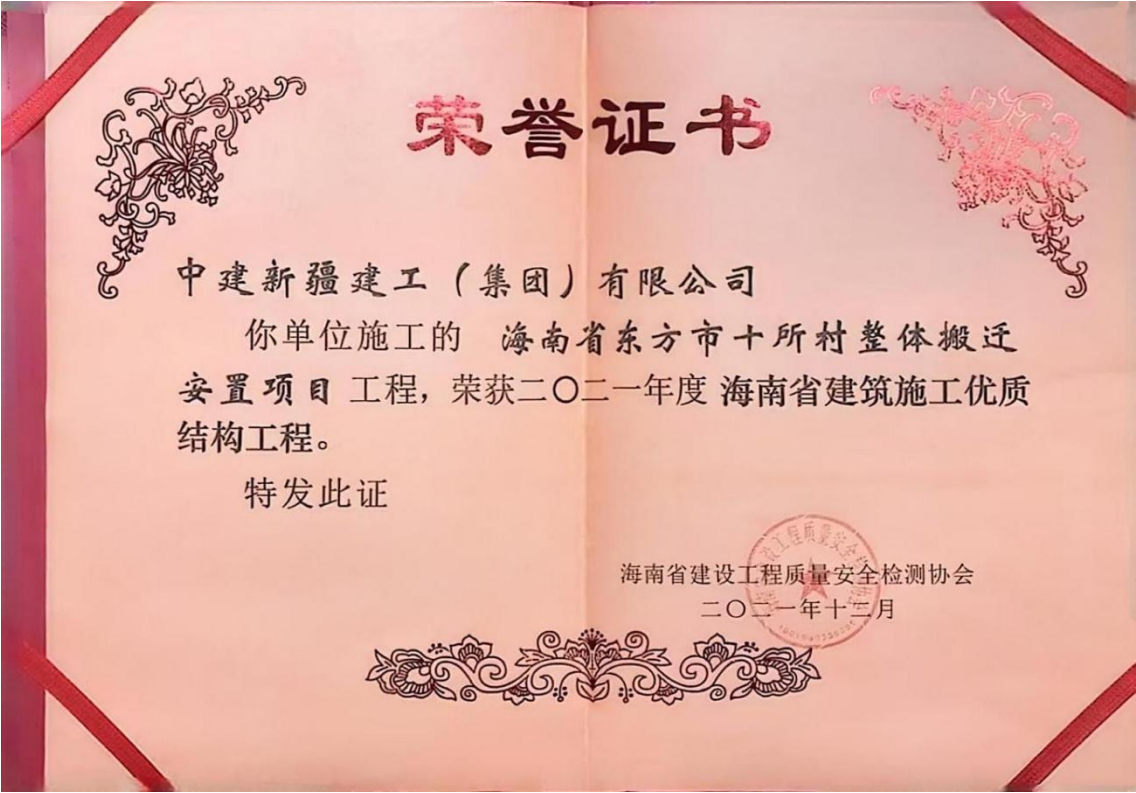 荣誉证书
中建新疆建工（集团）有限公司
你单位施工的 海南省东方市十所村整体搬迁
安置项目 工程，荣获二〇二一年度 海南省建筑施工优质
结构工程。
特发此证
海南省建设工程质量安全检测协会
二〇二一年十二月